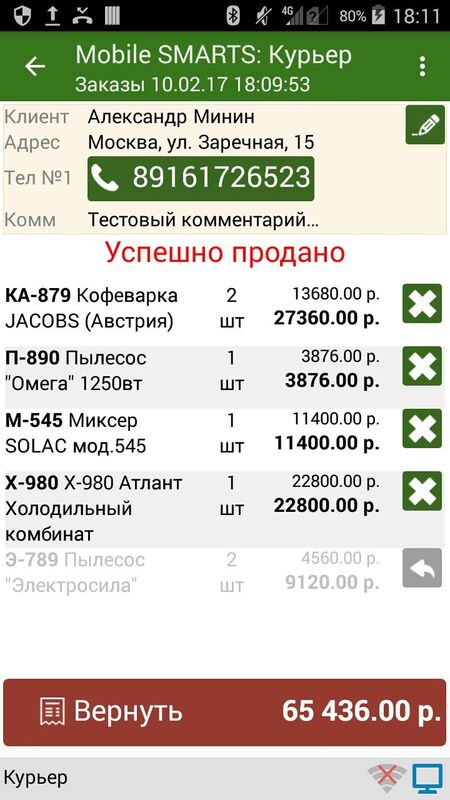 4G 80% 18:11
Mobile SMARTS: Курьер
Заказы 10.02.17 18:09:53
Клиент Александр Минин
Адрес Москва, ул. Заречная, 15
Тел №1 89161726523
Комм Тестовый комментарий...
Успешно продано
КА-879 Кофеварка 2 13680.00 р.
JACOBS (Австрия) шт 27360.00 р.
П-890 Пылесос 1 3876.00 р.
"Омега" 1250вт шт 3876.00 р.
М-545 Миксер 1 11400.00 р.
SOLAC мод.545 шт 11400.00 р.
Х-980 Х-980 Атлант 1 22800.00 р.
Холодильный шт 22800.00 р.
комбинат
Э-789 Пылесос 2 4560.00 р.
"Электросила" шт 9120.00 р.
Вернуть 65 436.00 р.
Курьер